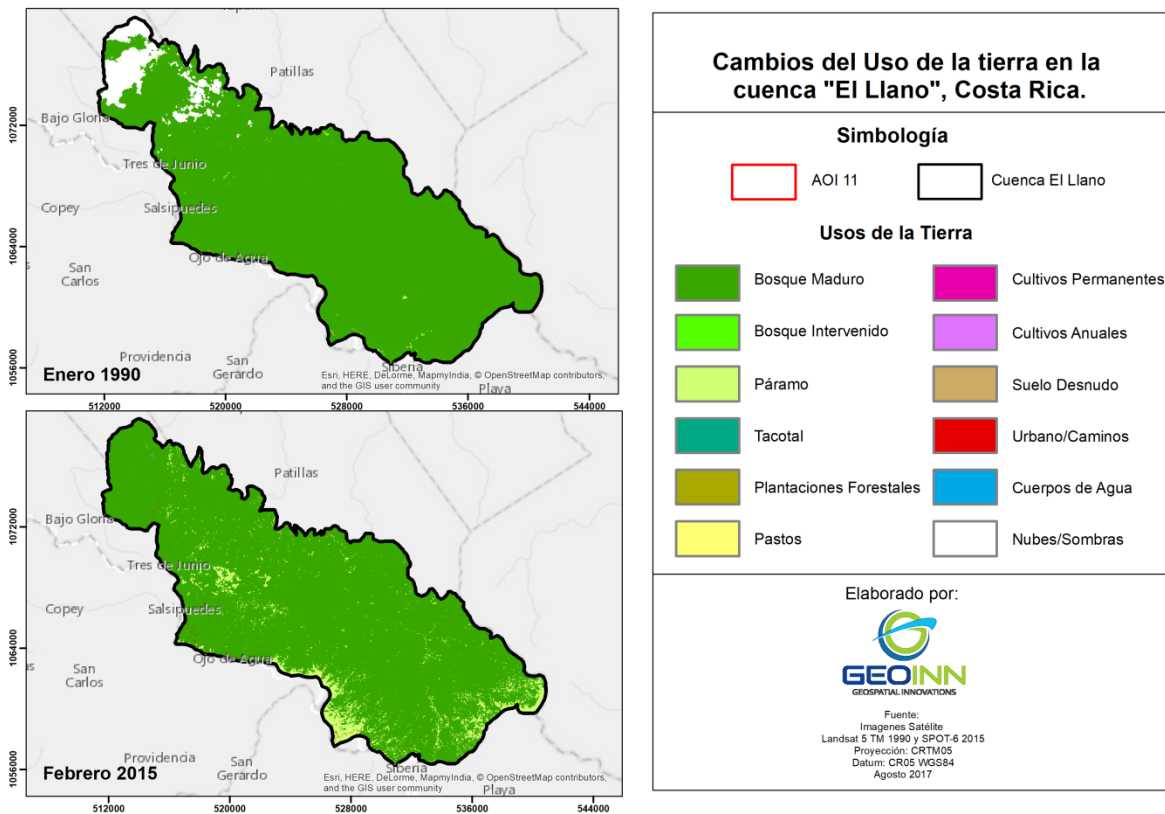 Patillas
Bajo Gloria
Tres de Junio
Copey
Salsipuedes
Ojo de Agua
San
Carlos
Providencia
San
Gerardo
Siberia
Playa
Enero 1990
Esri, HERE, DeLorme, MapmyIndia, © OpenStreetMap contributors,
and the GIS user community
1072000
1064000
1056000
512000
520000
528000
536000
544000
Patillas
Bajo Gloria
Tres de Junio
Copey
Salsipuedes
Ojo de Agua
San
Carlos
Providencia
San
Gerardo
Siberia
Playa
Febrero 2015
Esri, HERE, DeLorme, MapmyIndia, © OpenStreetMap contributors,
and the GIS user community
1072000
1064000
1056000
512000
520000
528000
536000
544000
Cambios del Uso de la tierra en la
cuenca "El Llano", Costa Rica.
Simbología
AOI 11
Cuenca El Llano
Usos de la Tierra
Bosque Maduro
Cultivos Permanentes
Bosque Intervenido
Cultivos Anuales
Páramo
Suelo Desnudo
Tacotal
Urbano/Caminos
Plantaciones Forestales
Cuerpos de Agua
Pastos
Nubes/Sombras
Elaborado por:
GEOINN
GEOSPATIAL INNOVATIONS
Fuente:
Imagenes Satélite
Landsat 5 TM 1990 y SPOT-6 2015
Proyección: CRTM05
Datum: CR05 WGS84
Agosto 2017